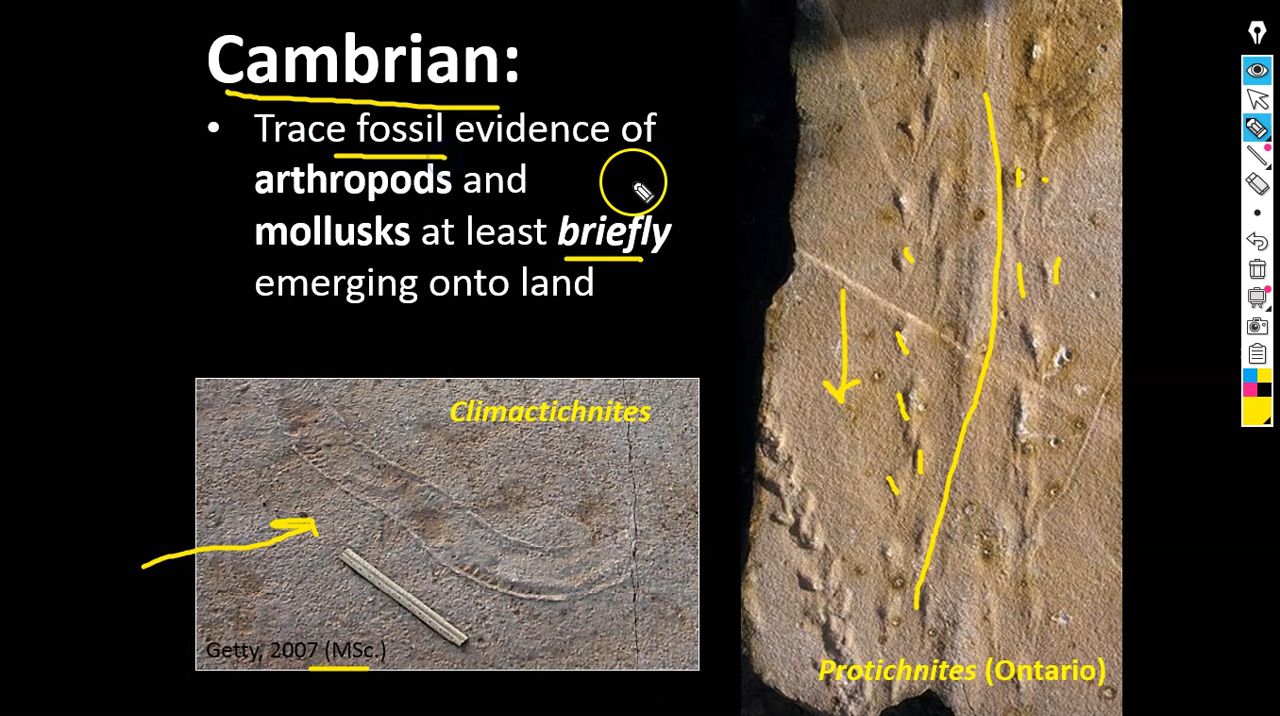 Cambrian:
• Trace fossil evidence of
arthropods and
mollusks at least briefly
emerging onto land
Climactichnites
Getty, 2007 (MSc.)
Protichnites (Ontario)